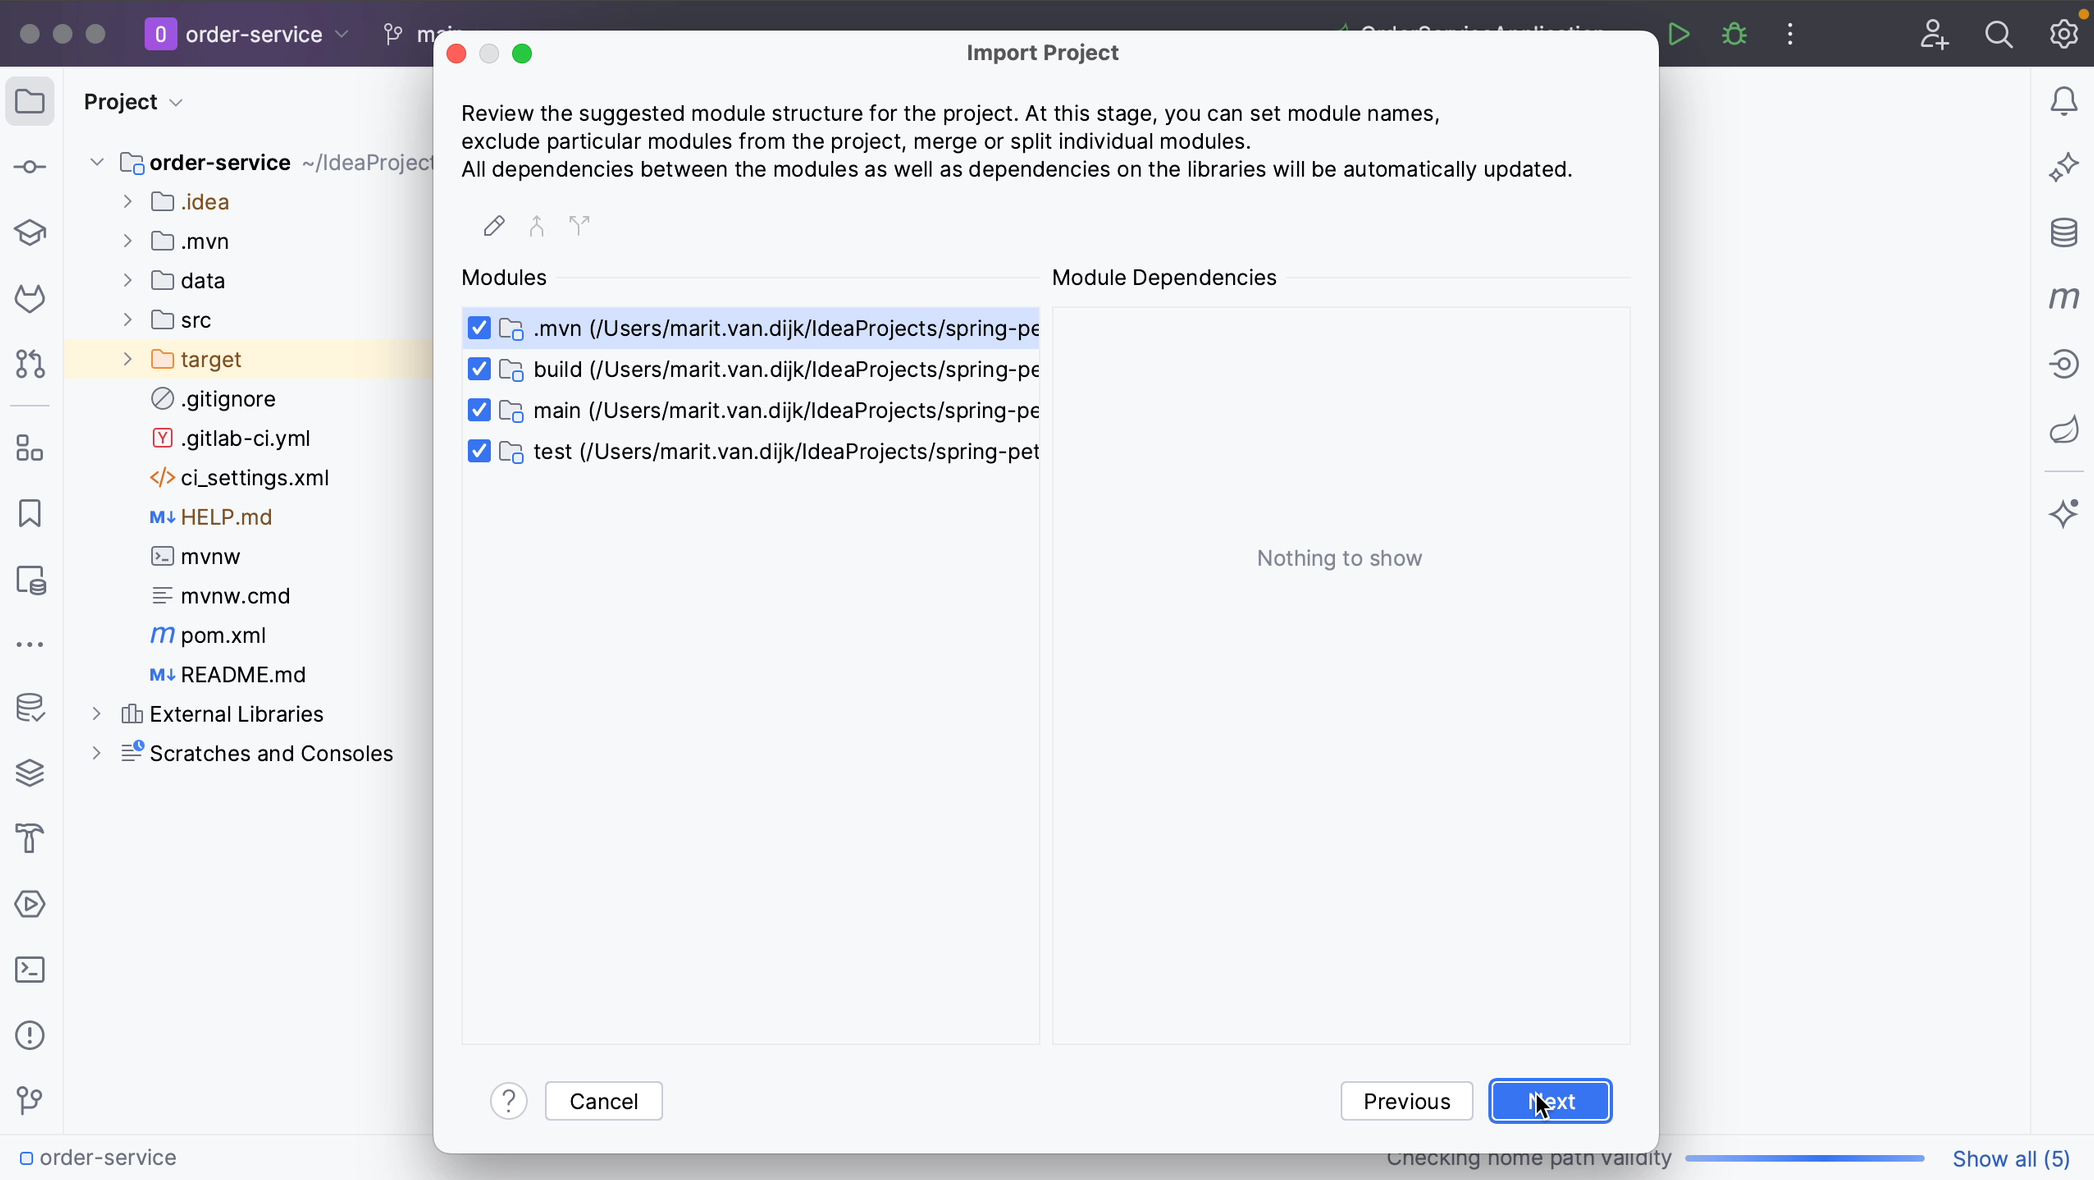 order-service
Import Project
Review the suggested module structure for the project. At this stage, you can set module names,
exclude particular modules from the project, merge or split individual modules.
All dependencies between the modules as well as dependencies on the libraries will be automatically updated.
Project
order-service ~/IdeaProject
.idea
.mvn
data
src
target
.gitignore
.gitlab-ci.yml
ci_settings.xml
HELP.md
mvnw
mvnw.cmd
pom.xml
README.md
External Libraries
Scratches and Consoles
Modules
.mvn (/Users/marit.van.dijk/IdeaProjects/spring-pe
build (/Users/marit.van.dijk/IdeaProjects/spring-pe
main (/Users/marit.van.dijk/IdeaProjects/spring-pe
test (/Users/marit.van.dijk/IdeaProjects/spring-pet
Module Dependencies
Nothing to show
? Cancel
Previous
Next
order-service
Checking home path validity
Show all (5)